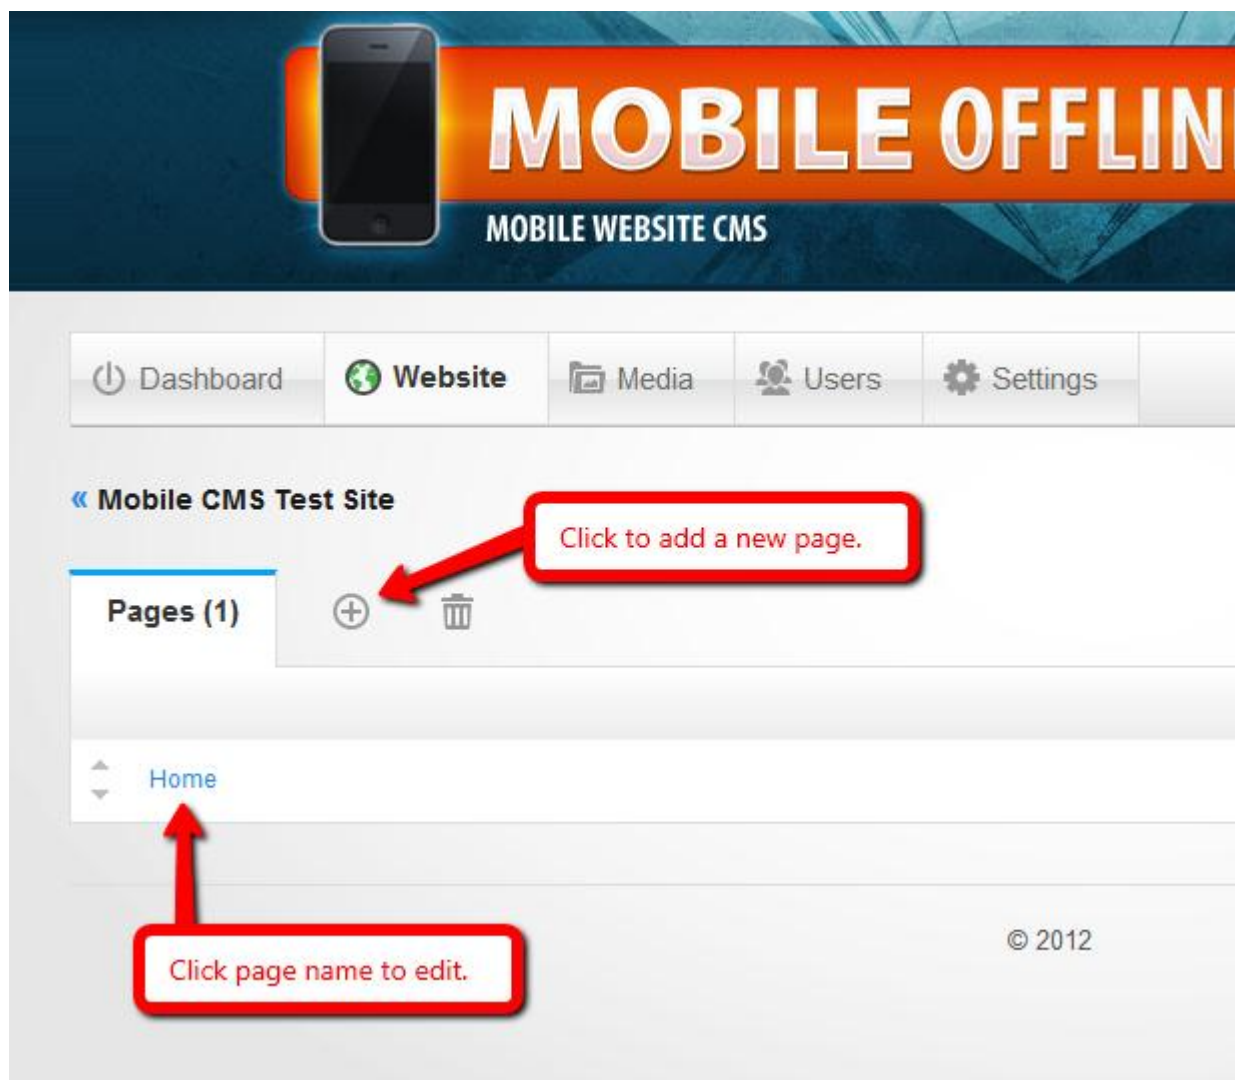 MOBILE OFFLIN
MOBILE WEBSITE CMS
Dashboard Website Media Users Settings
« Mobile CMS Test Site
Click to add a new page.
Pages (1)
Home
Click page name to edit.
© 2012